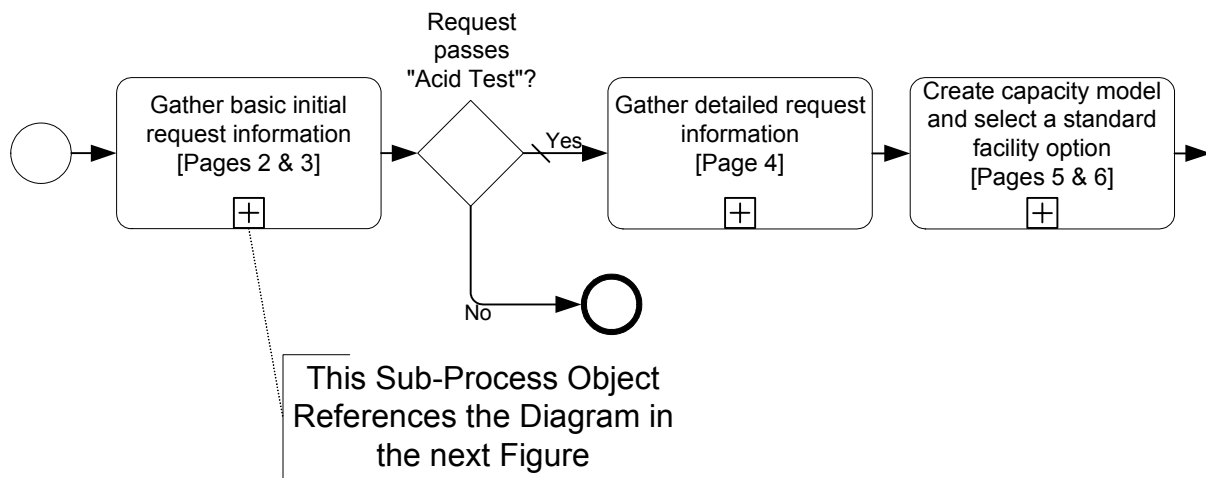 Request
passes
"Acid Test"?
Gather basic initial
request information
[Pages 2 & 3]
Yes
Gather detailed request
information
[Page 4]
Create capacity model
and select a standard
facility option
[Pages 5 & 6]
No
This Sub-Process Object
References the Diagram in
the next Figure